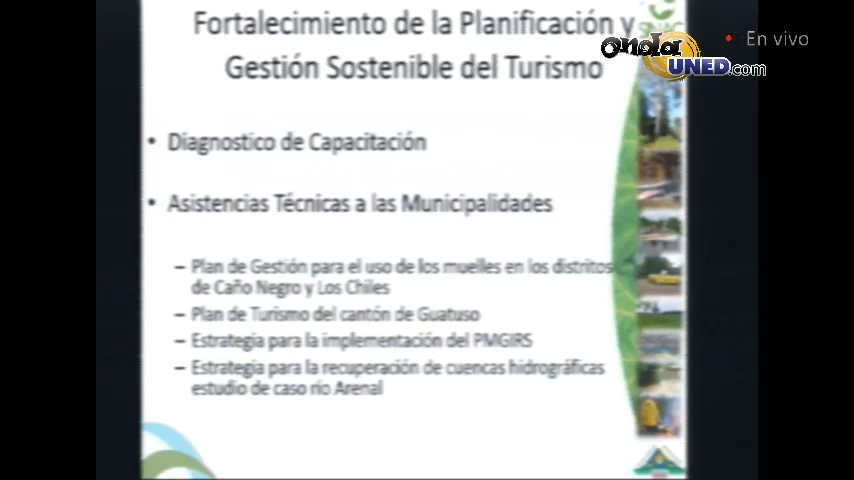 Fortalecimiento de la Planificación y
Gestión Sostenible del Turismo
SINAC
onda
UNED.com
En vivo
• Diagnostico de Capacitación
• Asistencias Técnicas a las Municipalidades
– Plan de Gestión para el uso de los muelles en los distritos
de Caño Negro y Los Chiles
– Plan de Turismo del cantón de Guatuso
– Estrategia para la implementación del PMGIRS
– Estrategia para la recuperación de cuencas hidrográficas
estudio de caso río Arenal